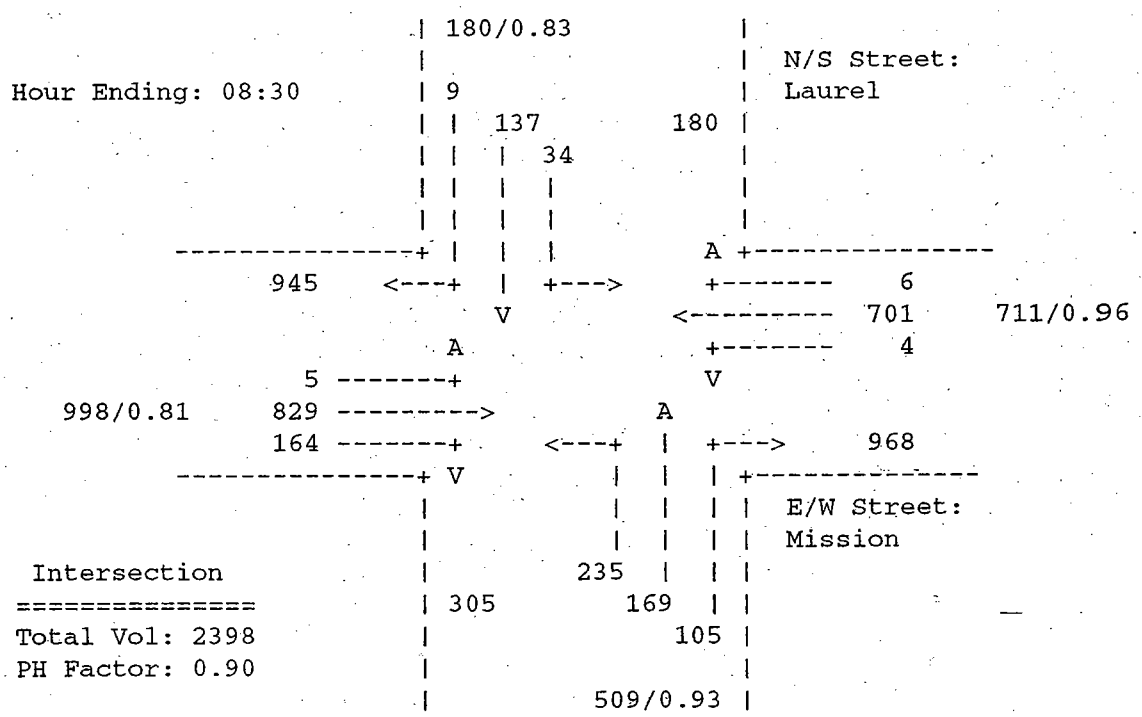 180/0.83
N/S Street:
Hour Ending: 08:30 9 Laurel
137 180
34
A
945 6
V 701 711/0.96
A 4
5 V
998/0.81 829 A
164 968
V
E/W Street:
Mission
Intersection 235
305 169
Total Vol: 2398 105
PH Factor: 0.90
509/0.93